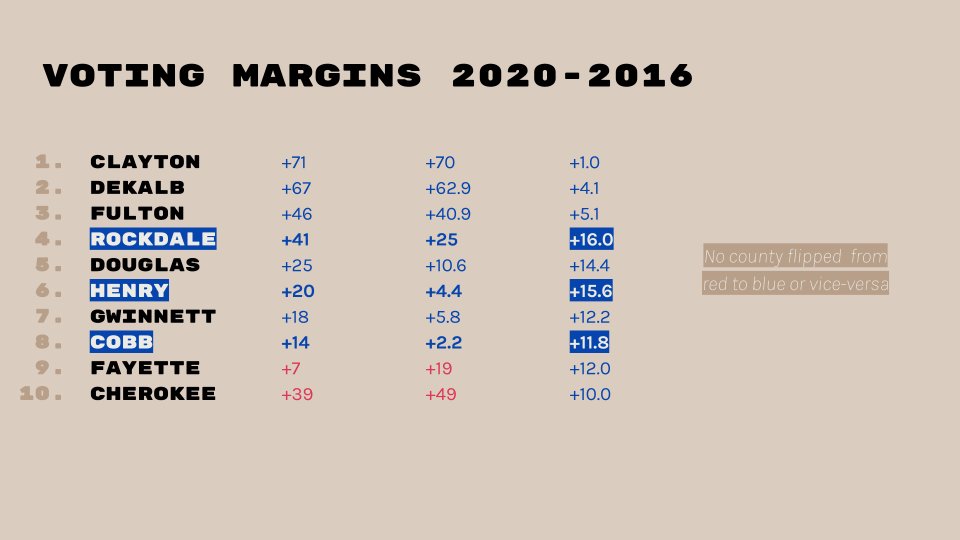 VOTING MARGINS 2020-2016
1. CLAYTON +71 +70 +1.0
2. DEKALB +67 +62.9 +4.1
3. FULTON +46 +40.9 +5.1
4. ROCKDALE +41 +25 +16.0
5. DOUGLAS +25 +10.6 +14.4
6. HENRY +20 +4.4 +15.6
7. GWINNETT +18 +5.8 +12.2
8. COBB +14 +2.2 +11.8
9. FAYETTE +7 +19 +12.0
10. CHEROKEE +39 +49 +10.0
No county flipped from
red to blue or vice-versa